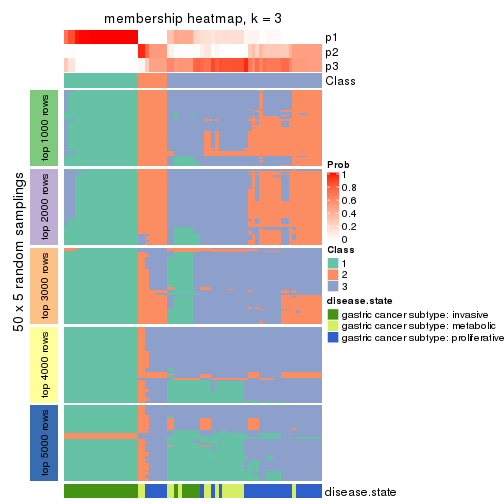 membership heatmap, k = 3
p1
p2
p3
Class
50 x 5 random samplings
top 1000 rows
top 2000 rows
top 3000 rows
top 4000 rows
top 5000 rows
Prob
1
0.8
0.6
0.4
0.2
0
Class
1
2
3
disease.state
gastric cancer subtype: invasive
gastric cancer subtype: metabolic
gastric cancer subtype: proliferative
disease.state